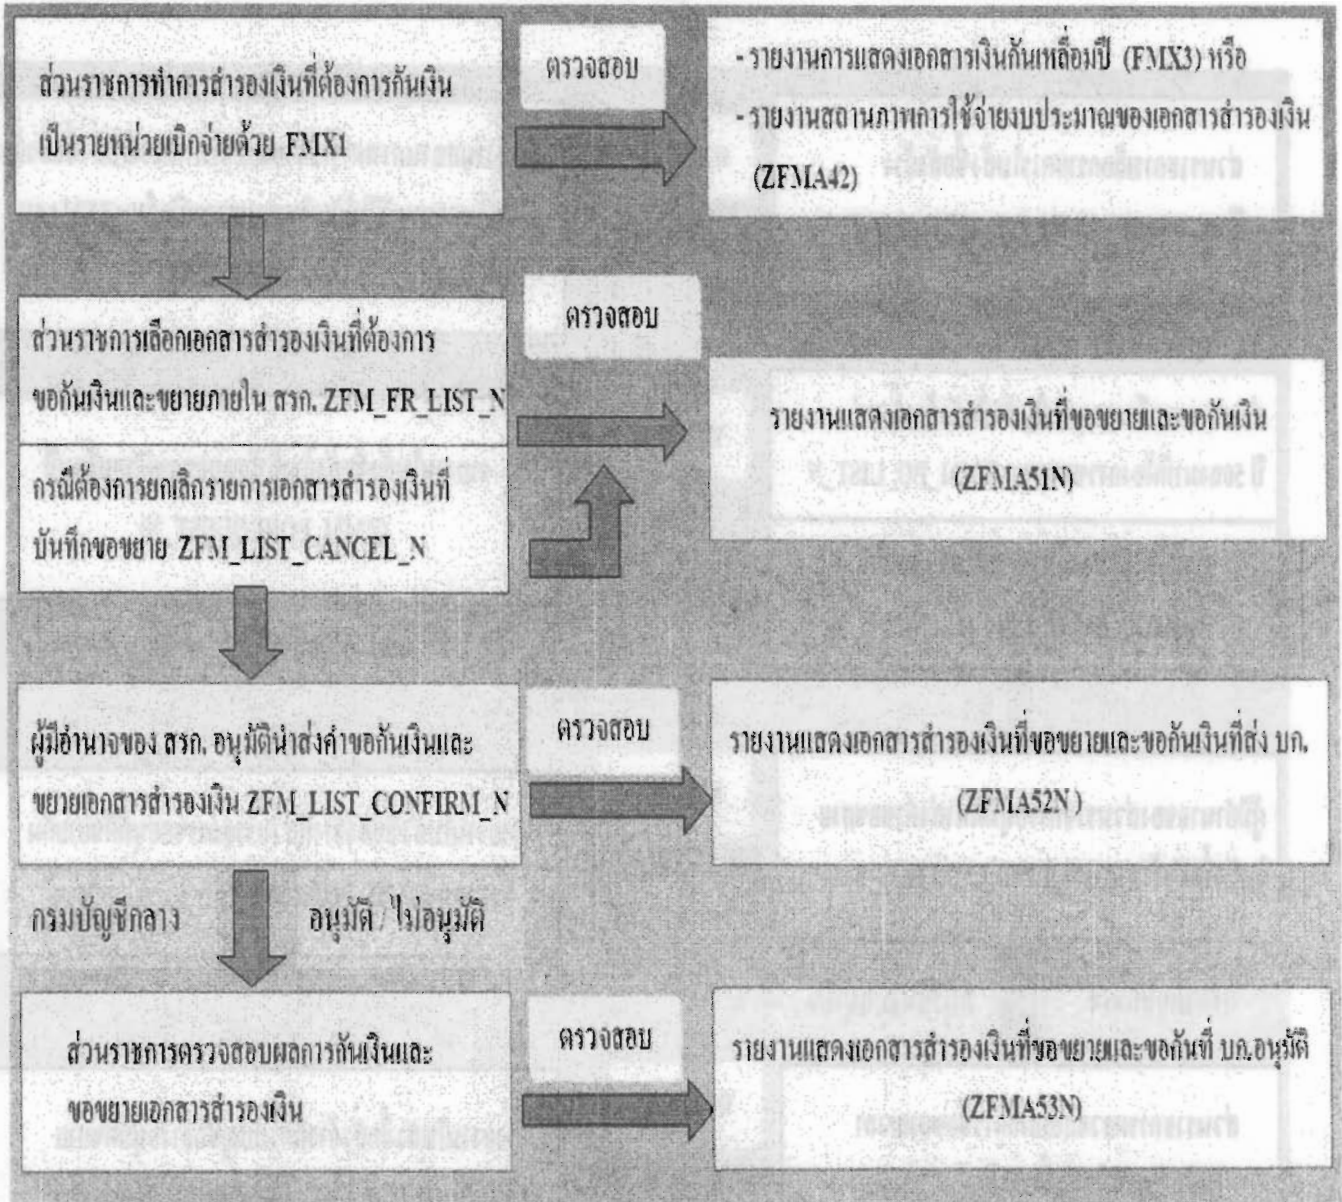 ส่วนราชการทำการสำรองเงินที่ต้องการกันเงิน
เป็นรายหน่วยเบิกจ่ายด้วย FMX1
ตรวจสอบ
- รายงานการแสดงเอกสารเงินกันเหลื่อมปี (FMX3) หรือ
- รายงานสถานภาพการใช้จ่ายงบประมาณของเอกสารสำรองเงิน
(ZFMA42)
ส่วนราชการเลือกเอกสารสำรองเงินที่ต้องการ
ขอกันเงินและขยายภายใน สรก. ZFM_FR_LIST_N
กรณีต้องการยกเลิกรายการเอกสารสำรองเงินที่
บันทึกขอขยาย ZFM_LIST_CANCEL_N
ตรวจสอบ
รายงานแสดงเอกสารสำรองเงินที่ขอขยายและขอกันเงิน
(ZFMA51N)
ผู้มีอำนาจของ สรก. อนุมัตินำส่งคำขอกันเงินและ
ขยายเอกสารสำรองเงิน ZFM_LIST_CONFIRM_N
ตรวจสอบ
รายงานแสดงเอกสารสำรองเงินที่ขอขยายและขอกันเงินที่ส่ง บก.
(ZFMA52N )
กรมบัญชีกลาง
อนุมัติ / ไม่อนุมัติ
ส่วนราชการตรวจสอบผลการกันเงินและ
ขอขยายเอกสารสำรองเงิน
ตรวจสอบ
รายงานแสดงเอกสารสำรองเงินที่ขอขยายและขอกันที่ บก.อนุมัติ
(ZFMA53N)